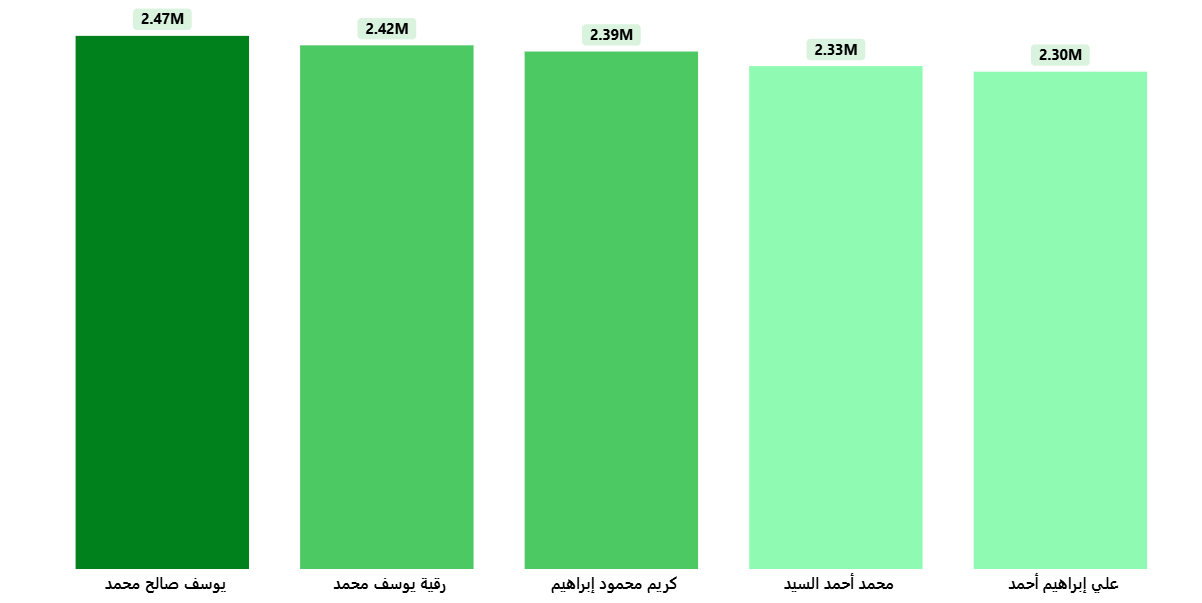 2.47M
2.42M
2.39M
2.33M
2.30M
يوسف صالح محمد
رقية يوسف محمد
كريم محمود إبراهيم
محمد أحمد السيد
علي إبراهيم أحمد